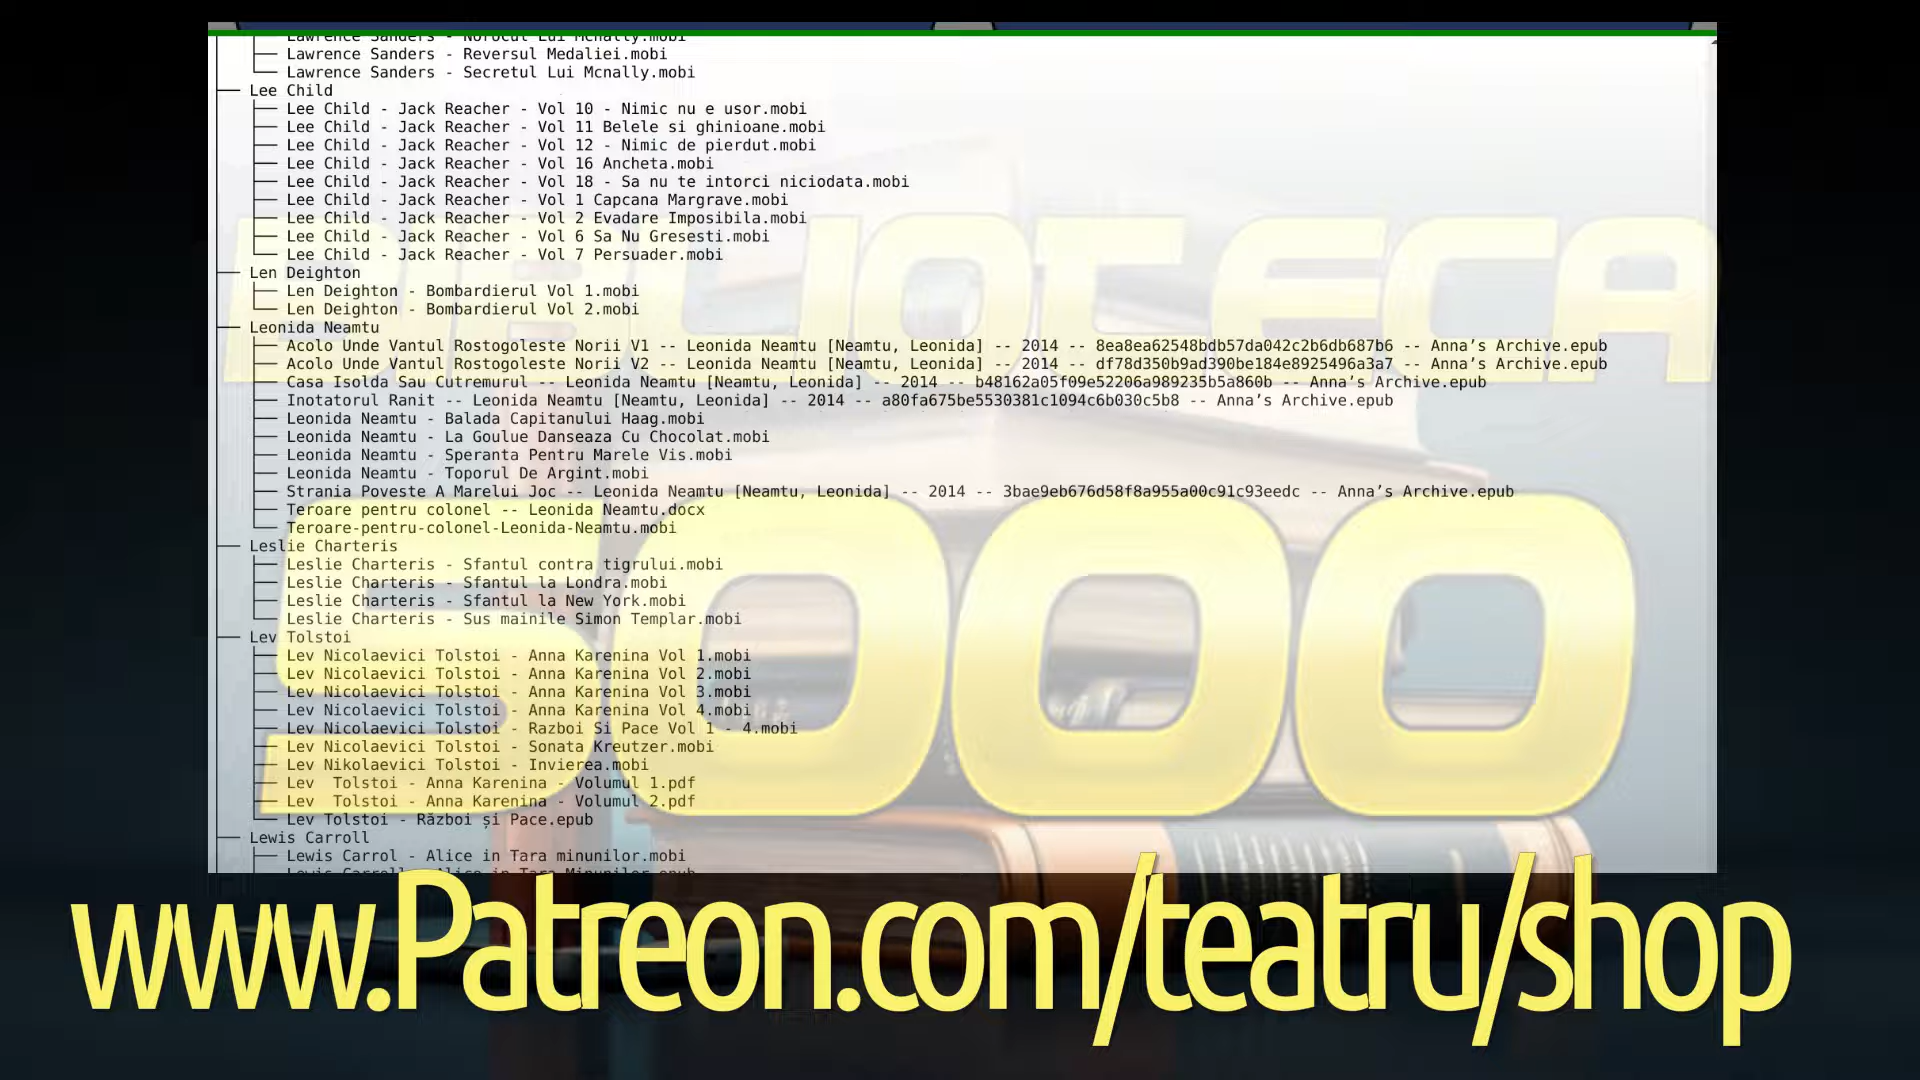 Lawrence Sanders - Norocul Lui Mcnally.mobi
Lawrence Sanders - Reversul Medaliei.mobi
Lawrence Sanders - Secretul Lui Mcnally.mobi
Lee Child
Lee Child - Jack Reacher - Vol 10 - Nimic nu e usor.mobi
Lee Child - Jack Reacher - Vol 11 Belele si ghinioane.mobi
Lee Child - Jack Reacher - Vol 12 - Nimic de pierdut.mobi
Lee Child - Jack Reacher - Vol 16 Ancheta.mobi
Lee Child - Jack Reacher - Vol 18 - Sa nu te intorci niciodata.mobi
Lee Child - Jack Reacher - Vol 1 Capcana Margrave.mobi
Lee Child - Jack Reacher - Vol 2 Evadare Imposibila.mobi
Lee Child - Jack Reacher - Vol 6 Sa Nu Gresesti.mobi
Lee Child - Jack Reacher - Vol 7 Persuader.mobi
Len Deighton
Len Deighton - Bombardierul Vol 1.mobi
Len Deighton - Bombardierul Vol 2.mobi
Leonida Neamtu
Acolo Unde Vantul Rostogoleste Norii V1 -- Leonida Neamtu [Neamtu, Leonida] -- 2014 -- 8ea8ea62548bdb57da042c2b6db687b6 -- Anna’s Archive.epub
Acolo Unde Vantul Rostogoleste Norii V2 -- Leonida Neamtu [Neamtu, Leonida] -- 2014 -- df78d350b9ad390be184e8925496a3a7 -- Anna’s Archive.epub
Casa Isolda Sau Cutremurul -- Leonida Neamtu [Neamtu, Leonida] -- 2014 -- b48162a05f09e52206a989235b5a860b -- Anna’s Archive.epub
Inotatorul Ranit -- Leonida Neamtu [Neamtu, Leonida] -- 2014 -- a80fa675be5530381c1094c6b030c5b8 -- Anna’s Archive.epub
Leonida Neamtu - Balada Capitanului Haag.mobi
Leonida Neamtu - La Goulue Danseaza Cu Chocolat.mobi
Leonida Neamtu - Speranta Pentru Marele Vis.mobi
Leonida Neamtu - Toporul De Argint.mobi
Strania Poveste A Marelui Joc -- Leonida Neamtu [Neamtu, Leonida] -- 2014 -- 3bae9eb676d58f8a955a00c91c93eedc -- Anna’s Archive.epub
Teroare pentru colonel -- Leonida Neamtu.docx
Teroare-pentru-colonel-Leonida-Neamtu.mobi
Leslie Charteris
Leslie Charteris - Sfantul contra tigrului.mobi
Leslie Charteris - Sfantul la Londra.mobi
Leslie Charteris - Sfantul la New York.mobi
Leslie Charteris - Sus mainile Simon Templar.mobi
Lev Tolstoi
Lev Nicolaevici Tolstoi - Anna Karenina Vol 1.mobi
Lev Nicolaevici Tolstoi - Anna Karenina Vol 2.mobi
Lev Nicolaevici Tolstoi - Anna Karenina Vol 3.mobi
Lev Nicolaevici Tolstoi - Anna Karenina Vol 4.mobi
Lev Nicolaevici Tolstoi - Razboi Si Pace Vol 1 - 4.mobi
Lev Nicolaevici Tolstoi - Sonata Kreutzer.mobi
Lev Nikolaevici Tolstoi - Invierea.mobi
Lev  Tolstoi - Anna Karenina - Volumul 1.pdf
Lev  Tolstoi - Anna Karenina - Volumul 2.pdf
Lev Tolstoi - Război și Pace.epub
Lewis Carroll
Lewis Carrol - Alice in Tara minunilor.mobi
Lewis Carroll - Alice in Tara Minunilor.epub
BIBLIOTECA
5000
www.Patreon.com/teatru/shop